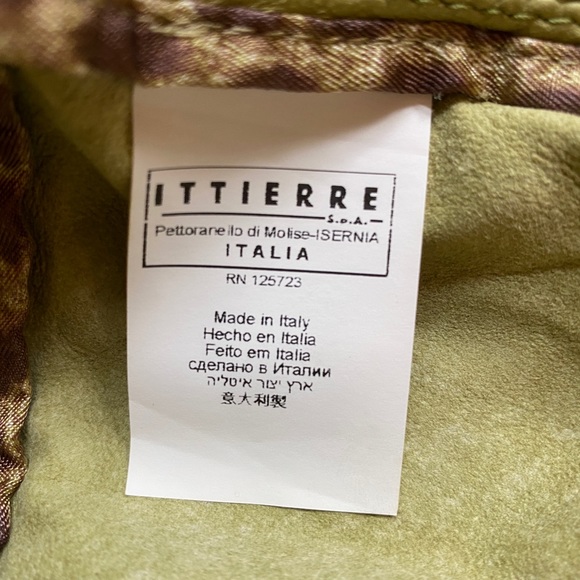 ITTIERRE
S.p.A.
Pettoranello di Molise-ISERNIA
ITALIA
RN 125723
Made in Italy
Hecho en Italia
Feito em Italia
сделано в Италии
ארץ יצור איטליה
意大利製